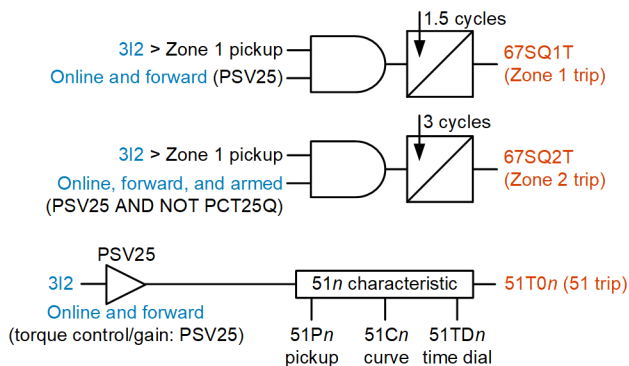 1.5 cycles
3I2 > Zone 1 pickup
Online and forward (PSV25)
67SQ1T
(Zone 1 trip)
3 cycles
3I2 > Zone 1 pickup
Online, forward, and armed
(PSV25 AND NOT PCT25Q)
67SQ2T
(Zone 2 trip)
PSV25
3I2
51n characteristic
51T0n (51 trip)
Online and forward
(torque control/gain: PSV25)
51Pn
pickup
51Cn
curve
51TDn
time dial